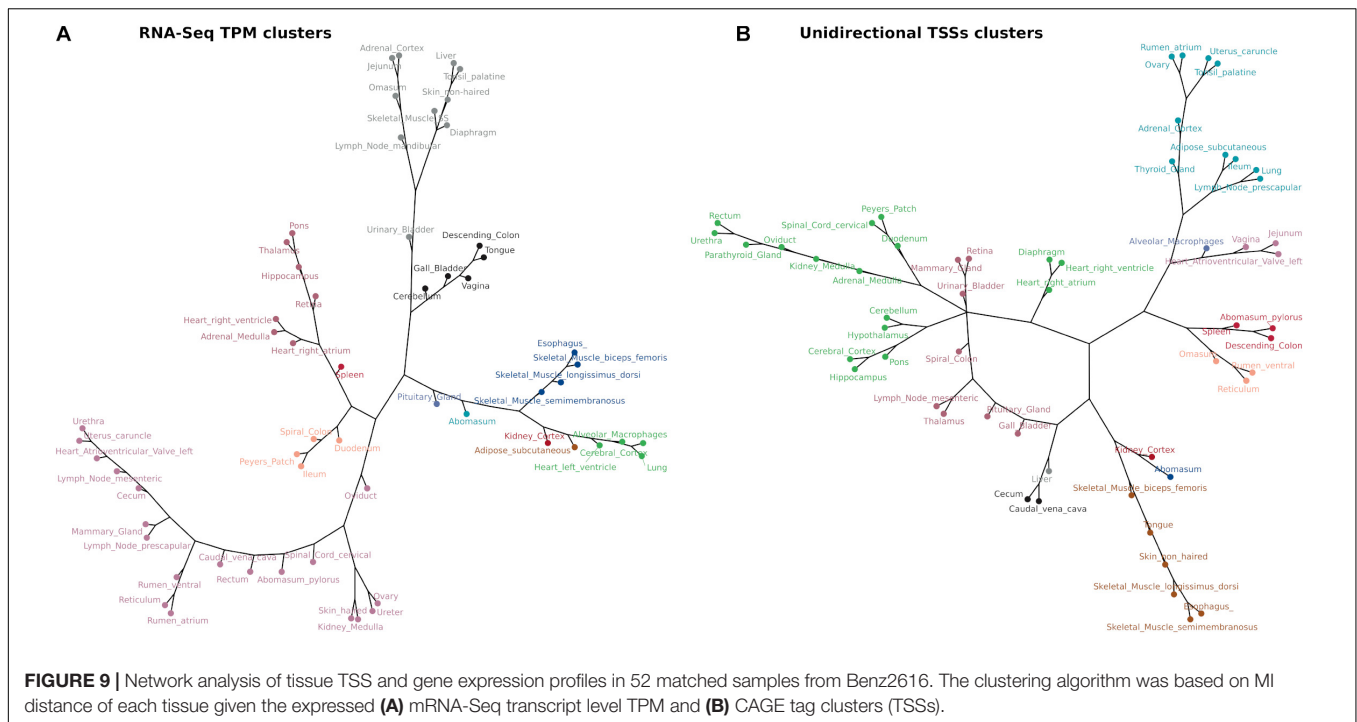 A RNA-Seq TPM clusters
Adrenal_Cortex
Jejunum
Liver
Tonsil_palatine
Omasum
Skin_non-haired
Skeletal_Muscle_SS
Diaphragm
Lymph_Node_mandibular
Urinary_Bladder
Descending_Colon
Tongue
Gall_Bladder
Vagina
Cerebellum
Pons
Thalamus
Hippocampus
Retina
Heart_right_ventricle
Adrenal_Medulla
Heart_right_atrium
Spleen
Esophagus_
Skeletal_Muscle_biceps_femoris
Skeletal_Muscle_longissimus_dorsi
Skeletal_Muscle_semimembranosus
Pituitary_Gland
Abomasum
Kidney_Cortex
Adipose_subcutaneous
Alveolar_Macrophages
Cerebral_Cortex
Heart_left_ventricle
Lung
Spiral_Colon
Duodenum
Peyers_Patch
Ileum
Urethra
Uterus_caruncle
Heart_Atrioventricular_Valve_left
Lymph_Node_mesenteric
Cecum
Oviduct
Mammary_Gland
Lymph_Node_prescapular
Caudal_vena_cava
Spinal_Cord_cervical
Rectum
Abomasum_pylorus
Rumen_ventral
Reticulum
Rumen_atrium
Ovary
Skin_haired
Ureter
Kidney_Medulla
B Unidirectional TSSs clusters
Rumen_atrium
Ovary
Uterus_caruncle
Tonsil_palatine
Adrenal_Cortex
Adipose_subcutaneous
Thyroid_Gland
Ileum
Lung
Lymph_Node_prescapular
Peyers_Patch
Rectum
Spinal_Cord_cervical
Urethra
Oviduct
Duodenum
Parathyroid_Gland
Kidney_Medulla
Adrenal_Medulla
Retina
Mammary_Gland
Urinary_Bladder
Diaphragm
Heart_right_ventricle
Heart_right_atrium
Alveolar_Macrophages
Vagina
Jejunum
Heart_Atrioventricular_Valve_left
Cerebellum
Hypothalamus
Cerebral_Cortex
Pons
Hippocampus
Spiral_Colon
Abomasum_pylorus
Spleen
Descending_Colon
Omasum
Rumen_ventral
Reticulum
Lymph_Node_mesenteric
Thalamus
Pituitary_Gland
Gall_Bladder
Liver
Cecum
Caudal_vena_cava
Kidney_Cortex
Abomasum
Skeletal_Muscle_biceps_femoris
Tongue
Skin_non_haired
Skeletal_Muscle_longissimus_dorsi
Esophagus_
Skeletal_Muscle_semimembranosus
FIGURE 9 | Network analysis of tissue TSS and gene expression profiles in 52 matched samples from Benz2616. The clustering algorithm was based on MI
distance of each tissue given the expressed (A) mRNA-Seq transcript level TPM and (B) CAGE tag clusters (TSSs).